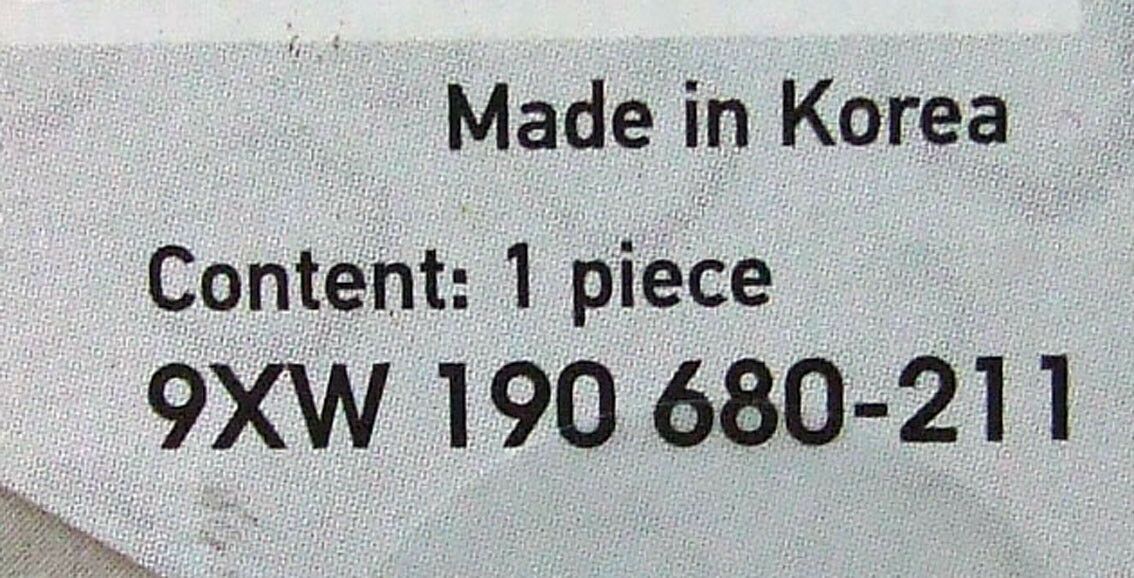 Made in Korea
Content: 1 piece
9XW 190 680-211